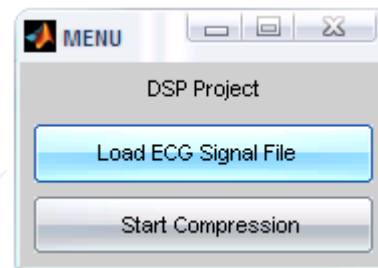 MENU
DSP Project
Load ECG Signal File
Start Compression